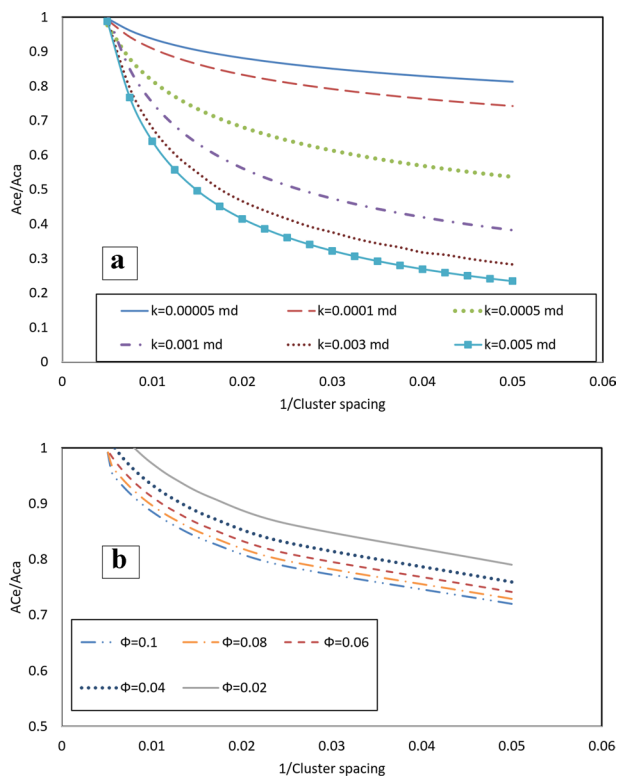 1
0.9
0.8
0.7
0.6
0.5
0.4
0.3
0.2
0.1
0
Ace/Aca
a
k=0.00005 md k=0.0001 md k=0.0005 md
k=0.001 md k=0.003 md k=0.005 md
0 0.01 0.02 0.03 0.04 0.05 0.06
1/Cluster spacing
1
0.9
0.8
0.7
0.6
0.5
ACe/Aca
b
Φ=0.1 Φ=0.08 Φ=0.06
Φ=0.04 Φ=0.02
0 0.01 0.02 0.03 0.04 0.05 0.06
1/Cluster spacing